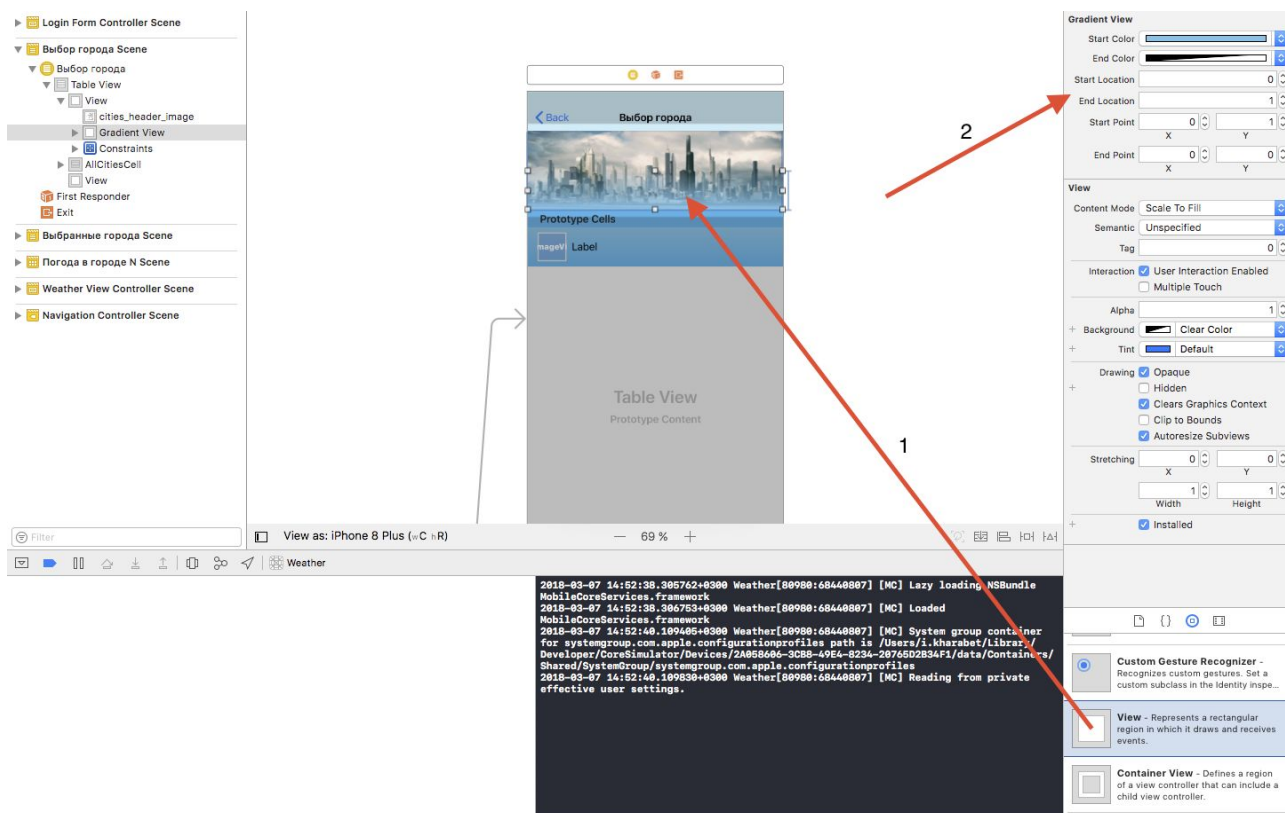 Login Form Controller Scene
Выбор города Scene
Выбор города
Table View
View
cities_header_image
Gradient View
Constraints
AllCitiesCell
View
First Responder
Exit
Выбранные города Scene
Погода в городе N Scene
Weather View Controller Scene
Navigation Controller Scene
Filter
Back
Выбор города
Prototype Cells
mageVi
Label
Table View
Prototype Content
2
1
View as: iPhone 8 Plus (wC hR)
— 69 % +
Weather
2018-03-07 14:52:38.305762+0300 Weather[80980:68440807] [MC] Lazy loading NSBundle
MobileCoreServices.framework
2018-03-07 14:52:38.306753+0300 Weather[80980:68440807] [MC] Loaded
MobileCoreServices.framework
2018-03-07 14:52:40.109405+0300 Weather[80980:68440807] [MC] System group container
for systemgroup.com.apple.configurationprofiles path is /Users/i.kharabet/Library/
Developer/CoreSimulator/Devices/2A058606-3CB8-49E4-8234-20765D2B34F1/data/Containers/
Shared/SystemGroup/systemgroup.com.apple.configurationprofiles
2018-03-07 14:52:40.109830+0300 Weather[80980:68440807] [MC] Reading from private
effective user settings.
Gradient View
Start Color
End Color
Start Location 0
End Location 1
Start Point 0 1
X Y
End Point 0 0
X Y
View
Content Mode Scale To Fill
Semantic Unspecified
Tag 0
Interaction User Interaction Enabled
Multiple Touch
Alpha 1
+ Background Clear Color
+ Tint Default
Drawing Opaque
+ Hidden
Clears Graphics Context
Clip to Bounds
Autoresize Subviews
Stretching 0 0
X Y
1 1
Width Height
+ Installed
{}
Custom Gesture Recognizer -
Recognizes custom gestures. Set a
custom subclass in the Identity inspe...
View - Represents a rectangular
region in which it draws and receives
events.
Container View - Defines a region
of a view controller that can include a
child view controller.